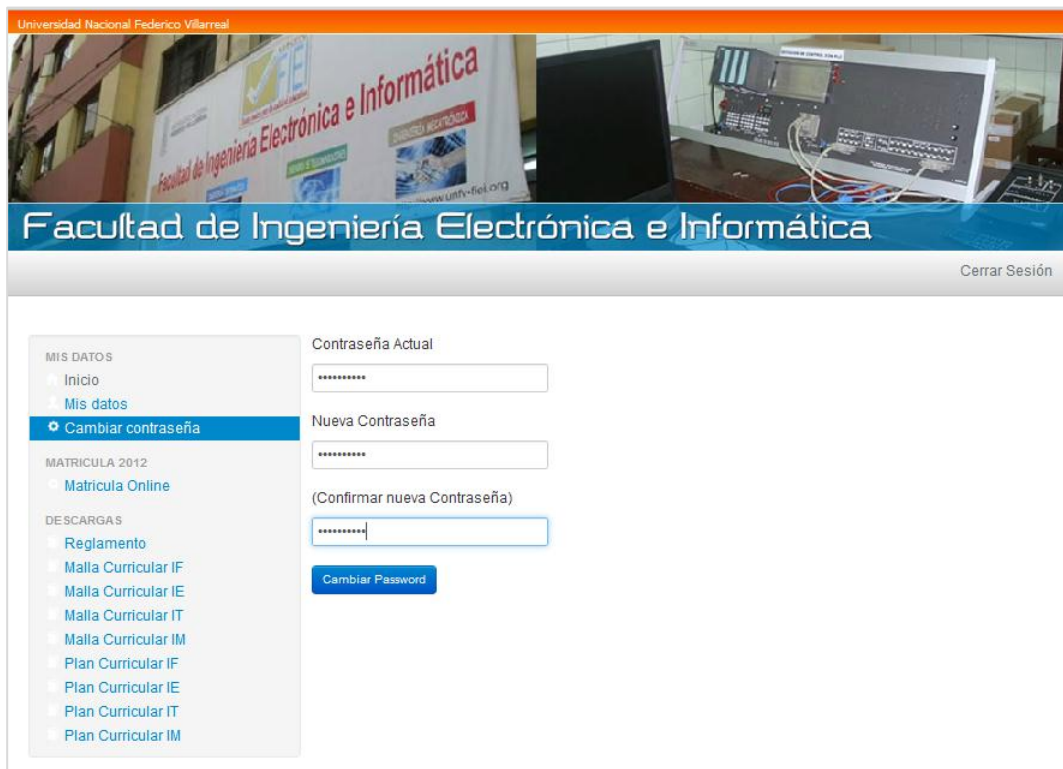 Universidad Nacional Federico Villarreal
Facultad de Ingeniería Electrónica e Informática
INGENIERÍA MECATRÓNICA
Facultad de Ingeniería Electrónica e Informática
Cerrar Sesión
MIS DATOS
Inicio
Mis datos
Cambiar contraseña
MATRICULA 2012
Matricula Online
DESCARGAS
Reglamento
Malla Curricular IF
Malla Curricular IE
Malla Curricular IT
Malla Curricular IM
Plan Curricular IF
Plan Curricular IE
Plan Curricular IT
Plan Curricular IM
Contraseña Actual
Nueva Contraseña
(Confirmar nueva Contraseña)
Cambiar Password